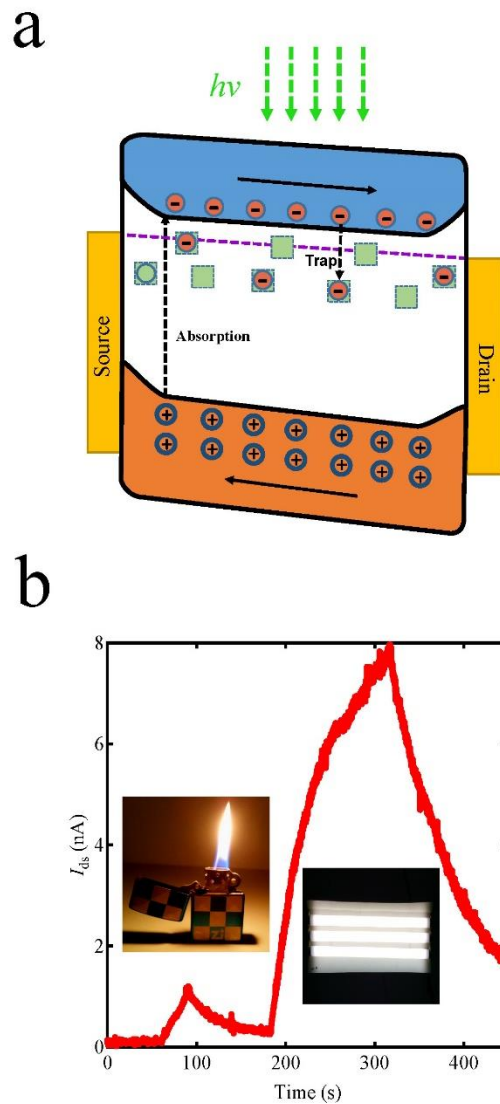 a
hν
Trap
Absorption
Source
Drain
b
8
6
4
2
0
I_ds (nA)
0 100 200 300 400
Time (s)